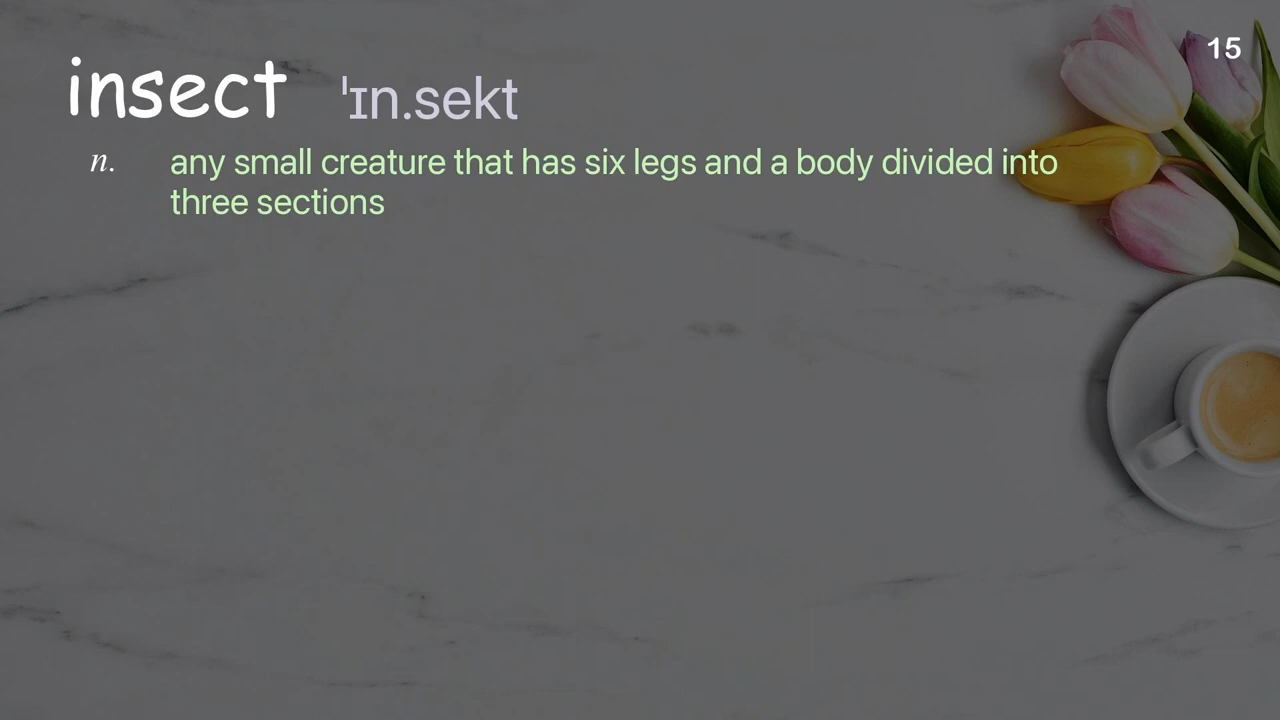 15
insect ˈɪn.sekt
n. any small creature that has six legs and a body divided into
three sections